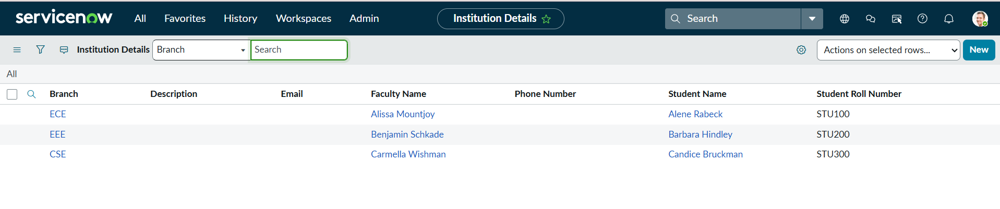 servicenow All Favorites History Workspaces Admin Institution Details Search
Institution Details Branch Search Actions on selected rows... New
All
Branch Description Email Faculty Name Phone Number Student Name Student Roll Number
ECE Alissa Mountjoy Alene Rabeck STU100
EEE Benjamin Schkade Barbara Hindley STU200
CSE Carmella Wishman Candice Bruckman STU300